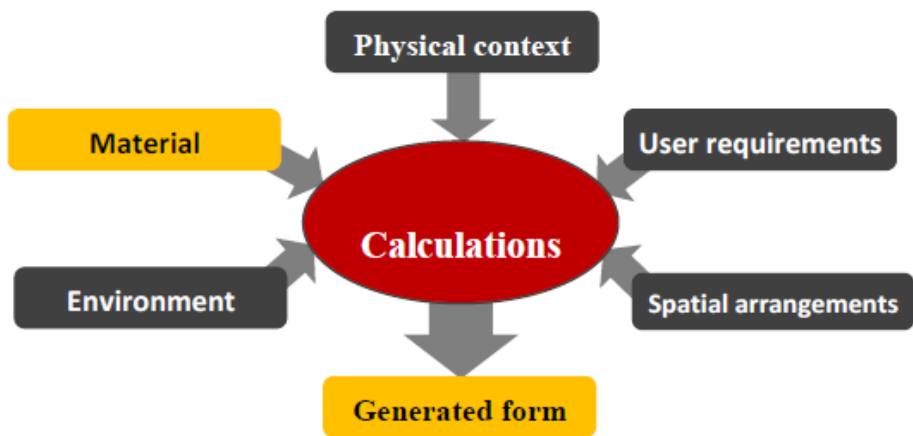 Physical context
Material
User requirements
Calculations
Environment
Spatial arrangements
Generated form